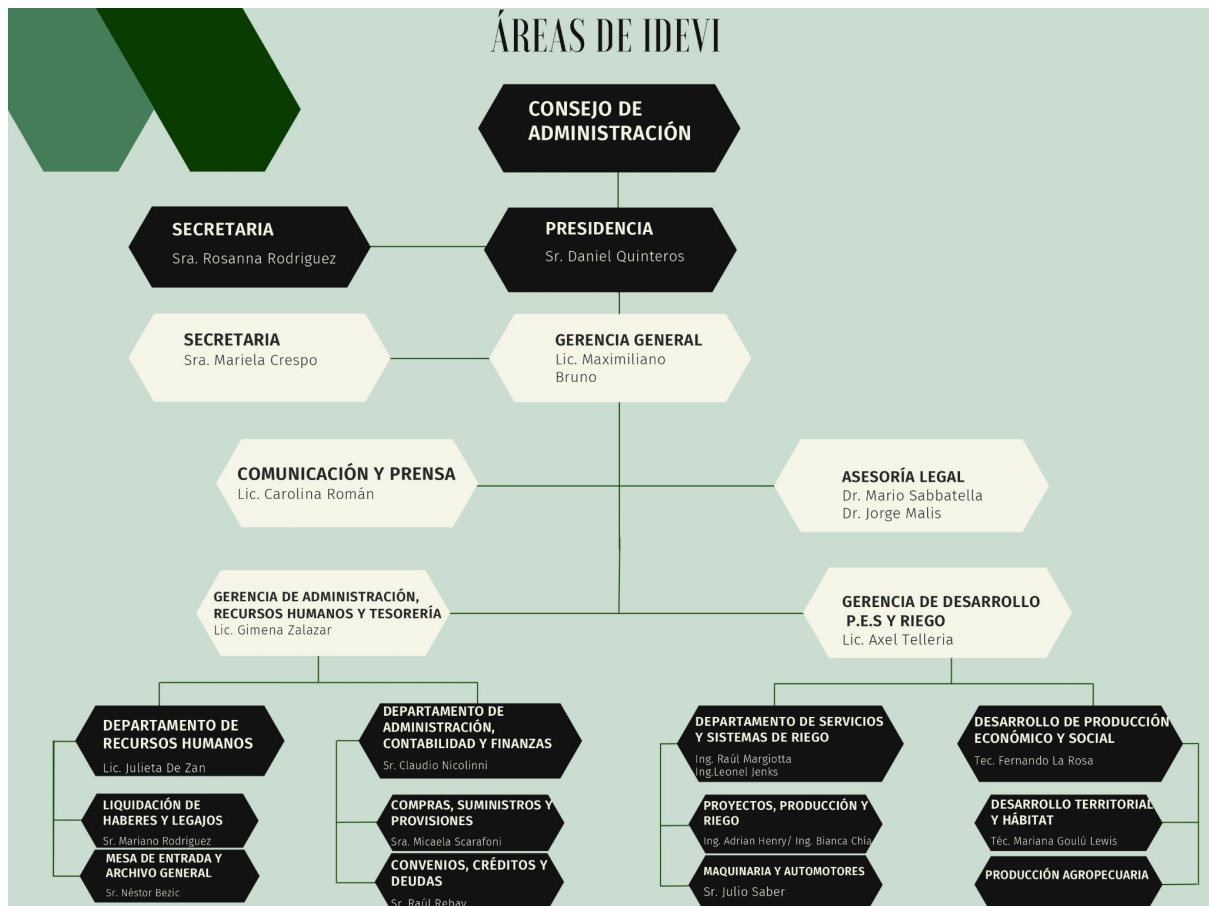 ÁREAS DE IDEVI
CONSEJO DE
ADMINISTRACIÓN
SECRETARIA
Sra. Rosanna Rodriguez
PRESIDENCIA
Sr. Daniel Quinteros
SECRETARIA
Sra. Mariela Crespo
GERENCIA GENERAL
Lic. Maximiliano
Bruno
COMUNICACIÓN Y PRENSA
Lic. Carolina Román
ASESORÍA LEGAL
Dr. Mario Sabbatella
Dr. Jorge Malis
GERENCIA DE ADMINISTRACIÓN,
RECURSOS HUMANOS Y TESORERÍA
Lic. Gimena Zalazar
GERENCIA DE DESARROLLO
P.E.S Y RIEGO
Lic. Axel Telleria
DEPARTAMENTO DE
RECURSOS HUMANOS
Lic. Julieta De Zan
LIQUIDACIÓN DE
HABERES Y LEGAJOS
Sr. Mariano Rodriguez
MESA DE ENTRADA Y
ARCHIVO GENERAL
Sr. Néstor Bezic
DEPARTAMENTO DE
ADMINISTRACIÓN,
CONTABILIDAD Y FINANZAS
Sr. Claudio Nicolinni
COMPRAS, SUMINISTROS Y
PROVISIONES
Sra. Micaela Scarafoni
CONVENIOS, CRÉDITOS Y
DEUDAS
Sr. Raúl Rebay
DEPARTAMENTO DE SERVICIOS
Y SISTEMAS DE RIEGO
Ing. Raúl Margiotta
Ing.Leonel Jenks
PROYECTOS, PRODUCCIÓN Y
RIEGO
Ing. Adrian Henry/ Ing. Bianca Chia
MAQUINARIA Y AUTOMOTORES
Sr. Julio Saber
DESARROLLO DE PRODUCCIÓN
ECONÓMICO Y SOCIAL
Tec. Fernando La Rosa
DESARROLLO TERRITORIAL
Y HÁBITAT
Téc. Mariana Goulú Lewis
PRODUCCIÓN AGROPECUARIA